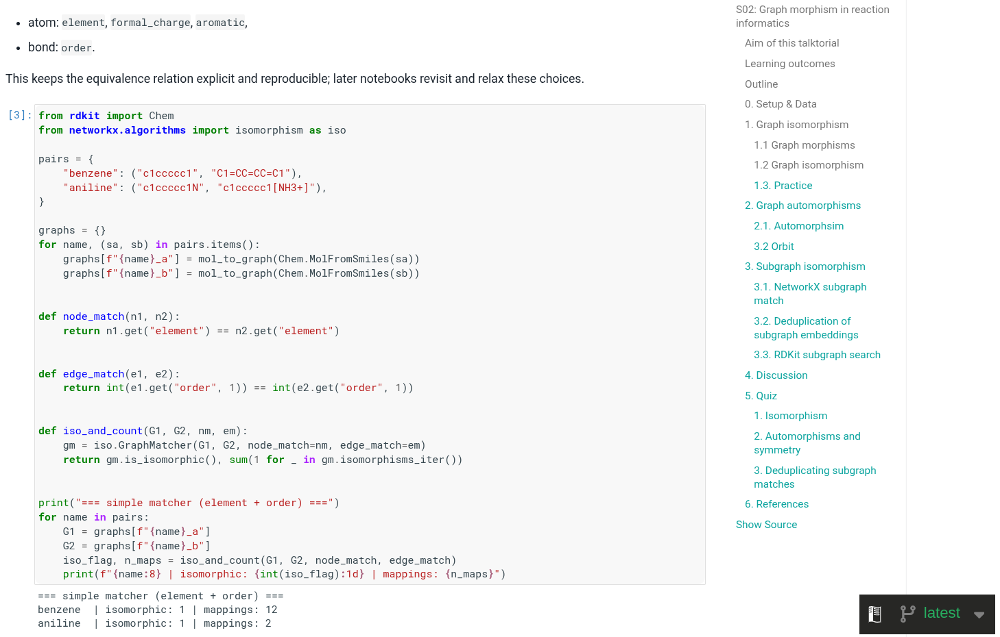 atom: element, formal_charge, aromatic,
bond: order.
This keeps the equivalence relation explicit and reproducible; later notebooks revisit and relax these choices.
[3]:
from rdkit import Chem
from networkx.algorithms import isomorphism as iso

pairs = {
    "benzene": ("c1ccccc1", "C1=CC=CC=C1"),
    "aniline": ("c1ccccc1N", "c1ccccc1[NH3+]"),
}

graphs = {}
for name, (sa, sb) in pairs.items():
    graphs[f"{name}_a"] = mol_to_graph(Chem.MolFromSmiles(sa))
    graphs[f"{name}_b"] = mol_to_graph(Chem.MolFromSmiles(sb))


def node_match(n1, n2):
    return n1.get("element") == n2.get("element")


def edge_match(e1, e2):
    return int(e1.get("order", 1)) == int(e2.get("order", 1))


def iso_and_count(G1, G2, nm, em):
    gm = iso.GraphMatcher(G1, G2, node_match=nm, edge_match=em)
    return gm.is_isomorphic(), sum(1 for _ in gm.isomorphisms_iter())


print("=== simple matcher (element + order) ===")
for name in pairs:
    G1 = graphs[f"{name}_a"]
    G2 = graphs[f"{name}_b"]
    iso_flag, n_maps = iso_and_count(G1, G2, node_match, edge_match)
    print(f"{name:8} | isomorphic: {int(iso_flag):1d} | mappings: {n_maps}")
=== simple matcher (element + order) ===
benzene  | isomorphic: 1 | mappings: 12
aniline  | isomorphic: 1 | mappings: 2
S02: Graph morphism in reaction
informatics
Aim of this talktorial
Learning outcomes
Outline
0. Setup & Data
1. Graph isomorphism
1.1 Graph morphisms
1.2 Graph isomorphism
1.3. Practice
2. Graph automorphisms
2.1. Automorphsim
3.2 Orbit
3. Subgraph isomorphism
3.1. NetworkX subgraph
match
3.2. Deduplication of
subgraph embeddings
3.3. RDKit subgraph search
4. Discussion
5. Quiz
1. Isomorphism
2. Automorphisms and
symmetry
3. Deduplicating subgraph
matches
6. References
Show Source
latest